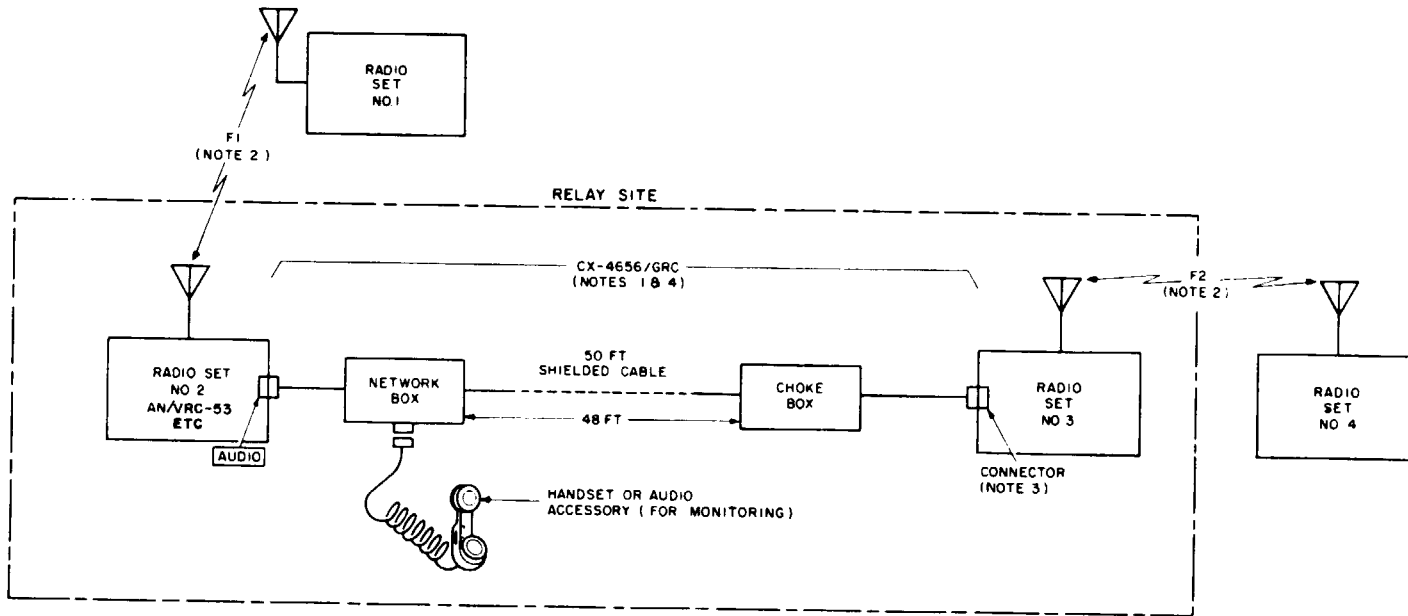 RADIO
SET
NO.1
F1
(NOTE 2)
RELAY SITE
CX-4656/GRC
(NOTES 1 & 4)
F2
(NOTE 2)
RADIO SET
NO 2
AN/VRC-53
ETC
AUDIO
NETWORK
BOX
50 FT
SHIELDED CABLE
48 FT
CHOKE
BOX
RADIO
SET
NO 3
CONNECTOR
(NOTE 3)
RADIO
SET
NO 4
HANDSET OR AUDIO
ACCESSORY (FOR MONITORING)